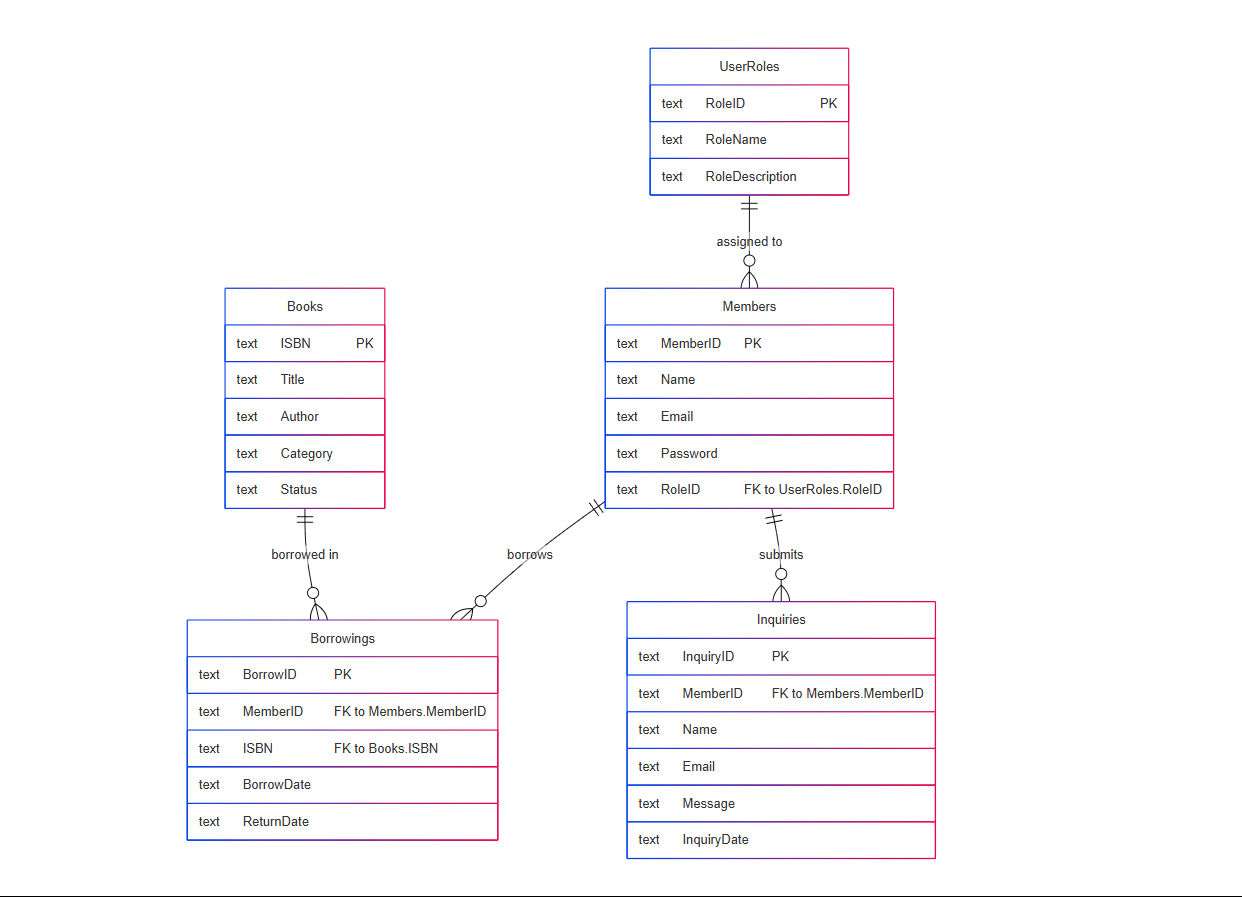 UserRoles
text RoleID PK
text RoleName
text RoleDescription
assigned to
Books
text ISBN PK
text Title
text Author
text Category
text Status
Members
text MemberID PK
text Name
text Email
text Password
text RoleID FK to UserRoles.RoleID
borrowed in
borrows
submits
Borrowings
text BorrowID PK
text MemberID FK to Members.MemberID
text ISBN FK to Books.ISBN
text BorrowDate
text ReturnDate
Inquiries
text InquiryID PK
text MemberID FK to Members.MemberID
text Name
text Email
text Message
text InquiryDate